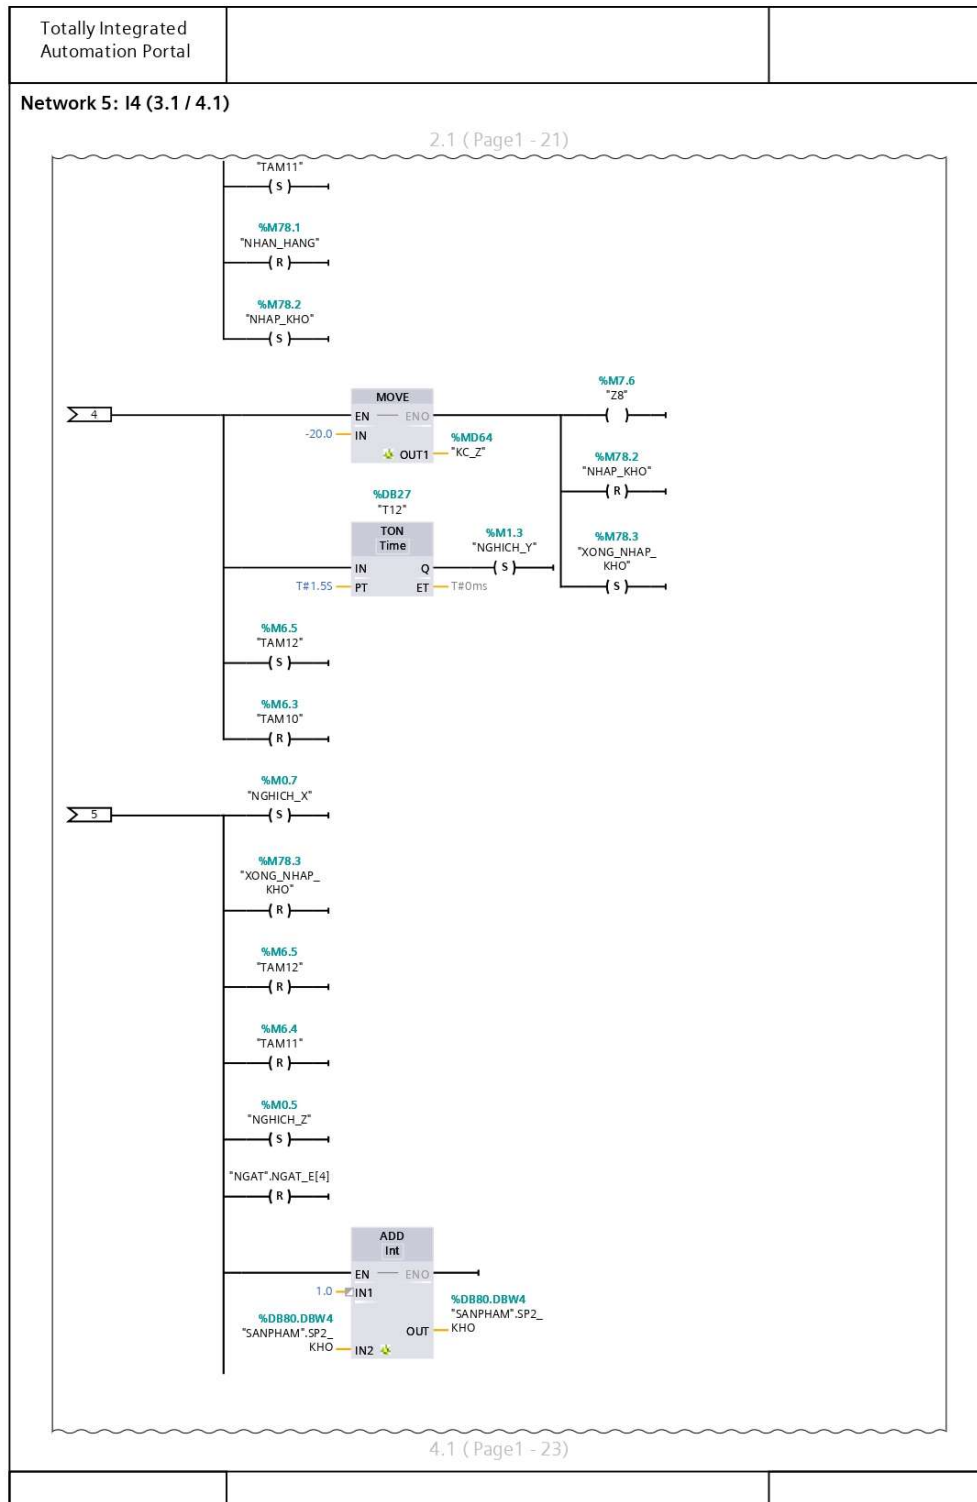 Totally Integrated
Automation Portal
Network 5: I4 (3.1 / 4.1)
2.1 ( Page1 - 21)
"TAM11"
( S )
%M78.1
"NHAN_HANG"
( R )
%M78.2
"NHAP_KHO"
( S )
4
MOVE
EN
ENO
-20.0
IN
OUT1
%MD64
"KC_Z"
%M7.6
"Z8"
( )
%M78.2
"NHAP_KHO"
( R )
%M78.3
"XONG_NHAP_
KHO"
( S )
%DB27
"T12"
TON
Time
IN
Q
T#1.5S
PT
ET
T#0ms
%M1.3
"NGHICH_Y"
( S )
%M6.5
"TAM12"
( S )
%M6.3
"TAM10"
( R )
5
%M0.7
"NGHICH_X"
( S )
%M78.3
"XONG_NHAP_
KHO"
( R )
%M6.5
"TAM12"
( R )
%M6.4
"TAM11"
( R )
%M0.5
"NGHICH_Z"
( S )
"NGAT".NGAT_E[4]
( R )
ADD
Int
EN
ENO
1.0
IN1
%DB80.DBW4
"SANPHAM".SP2_
KHO
IN2
OUT
%DB80.DBW4
"SANPHAM".SP2_
KHO
4.1 ( Page1 - 23)